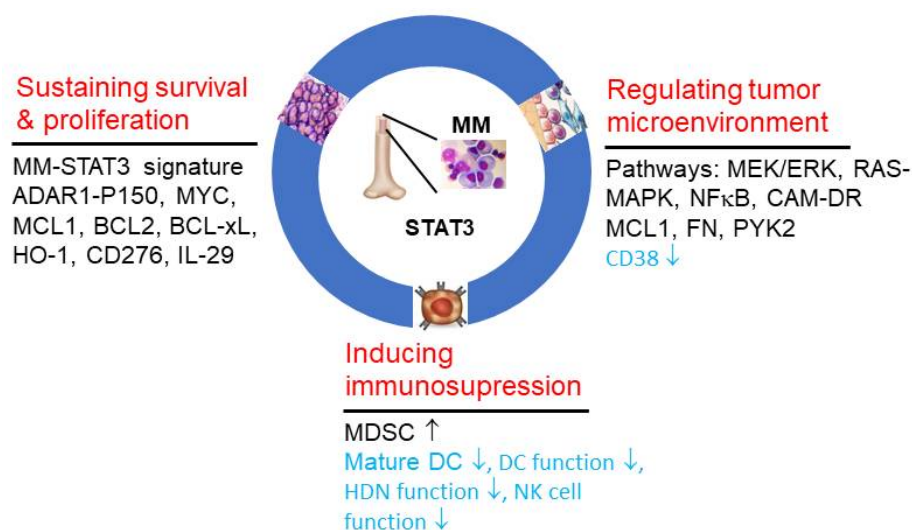 Sustaining survival
& proliferation
MM-STAT3 signature
ADAR1-P150, MYC,
MCL1, BCL2, BCL-xL,
HO-1, CD276, IL-29
MM
STAT3
Regulating tumor
microenvironment
Pathways: MEK/ERK, RAS-
MAPK, NFκB, CAM-DR
MCL1, FN, PYK2
CD38 ↓
Inducing
immunosupression
MDSC ↑
Mature DC ↓, DC function ↓,
HDN function ↓, NK cell
function ↓